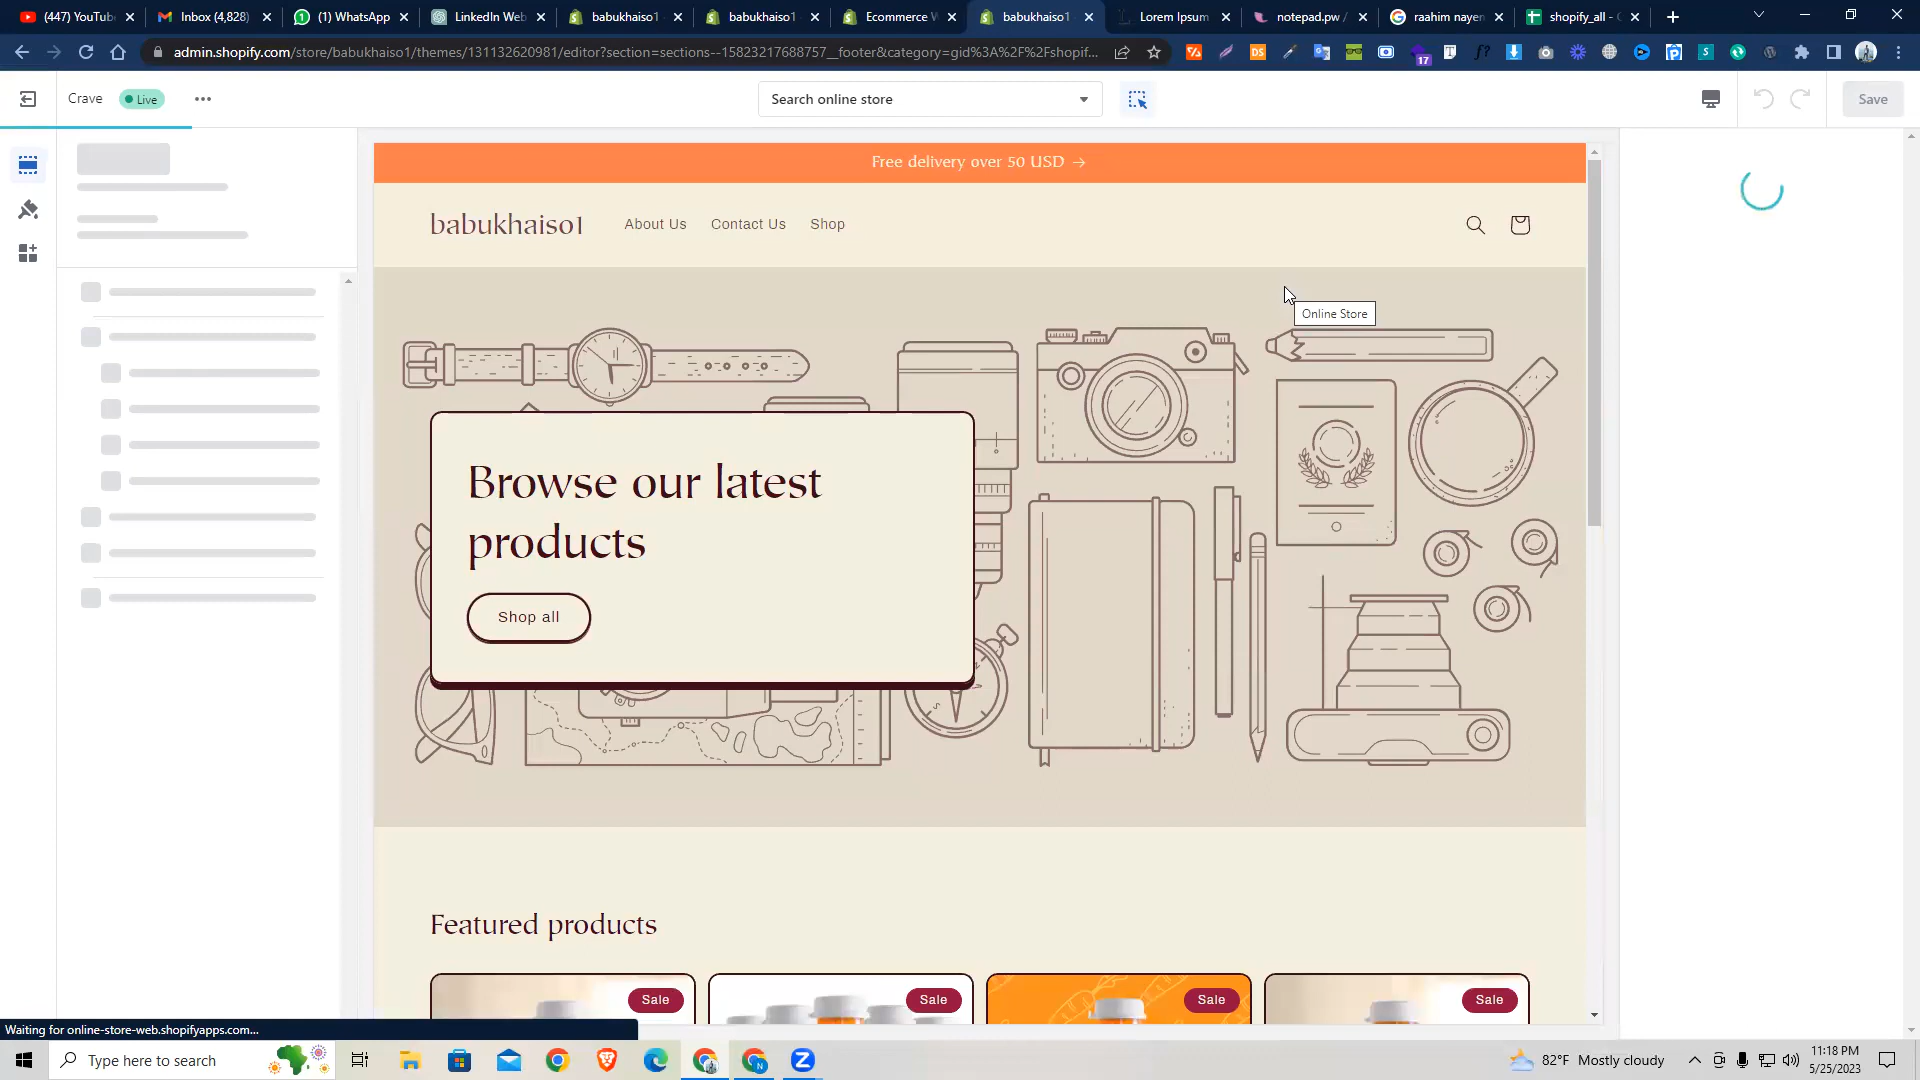 (447) YouTub
Inbox (4,828)
(1) WhatsApp
LinkedIn Web
babukhaiso1
babukhaiso1
Ecommerce W
babukhaiso1
Lorem Ipsum
notepad.pw /
raahim nayem
shopify_all - G
admin.shopify.com/store/babukhaiso1/themes/131132620981/editor?section=sections--15823217688757__footer&category=gid%3A%2F%2Fshopif...
17
Crave
Live
Search online store
Save
Free delivery over 50 USD →
babukhaiso1
About Us
Contact Us
Shop
Online Store
Browse our latest
products
Shop all
Featured products
Sale
Sale
Sale
Sale
Waiting for online-store-web.shopifyapps.com...
Type here to search
82°F Mostly cloudy
11:18 PM
5/25/2023